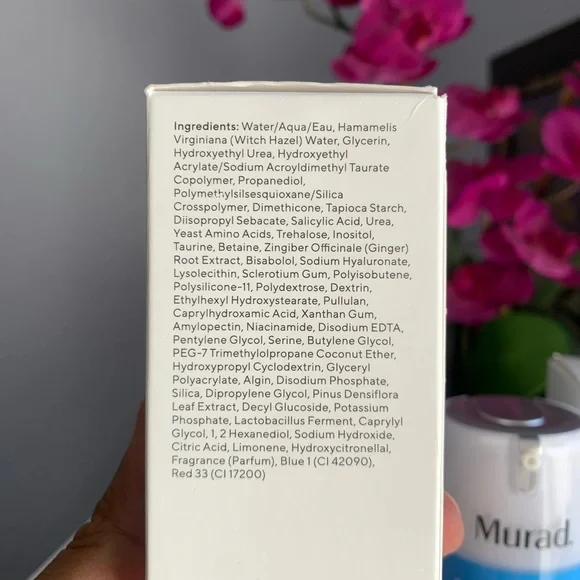 Ingredients: Water/Aqua/Eau, Hamamelis
Virginiana (Witch Hazel) Water, Glycerin,
Hydroxyethyl Urea, Hydroxyethyl
Acrylate/Sodium Acroyldimethyl Taurate
Copolymer, Propanediol,
Polymethylsilsesquioxane/Silica
Crosspolymer, Dimethicone, Tapioca Starch,
Diisopropyl Sebacate, Salicylic Acid, Urea,
Yeast Amino Acids, Trehalose, Inositol,
Taurine, Betaine, Zingiber Officinale (Ginger)
Root Extract, Bisabolol, Sodium Hyaluronate,
Lysolecithin, Sclerotium Gum, Polyisobutene,
Polysilicone-11, Polydextrose, Dextrin,
Ethylhexyl Hydroxystearate, Pullulan,
Caprylhydroxamic Acid, Xanthan Gum,
Amylopectin, Niacinamide, Disodium EDTA,
Pentylene Glycol, Serine, Butylene Glycol,
PEG-7 Trimethylolpropane Coconut Ether,
Hydroxypropyl Cyclodextrin, Glyceryl
Polyacrylate, Algin, Disodium Phosphate,
Silica, Dipropylene Glycol, Pinus Densiflora
Leaf Extract, Decyl Glucoside, Potassium
Phosphate, Lactobacillus Ferment, Caprylyl
Glycol, 1, 2 Hexanediol, Sodium Hydroxide,
Citric Acid, Limonene, Hydroxycitronellal,
Fragrance (Parfum), Blue 1 (CI 42090),
Red 33 (CI 17200)
Murad.